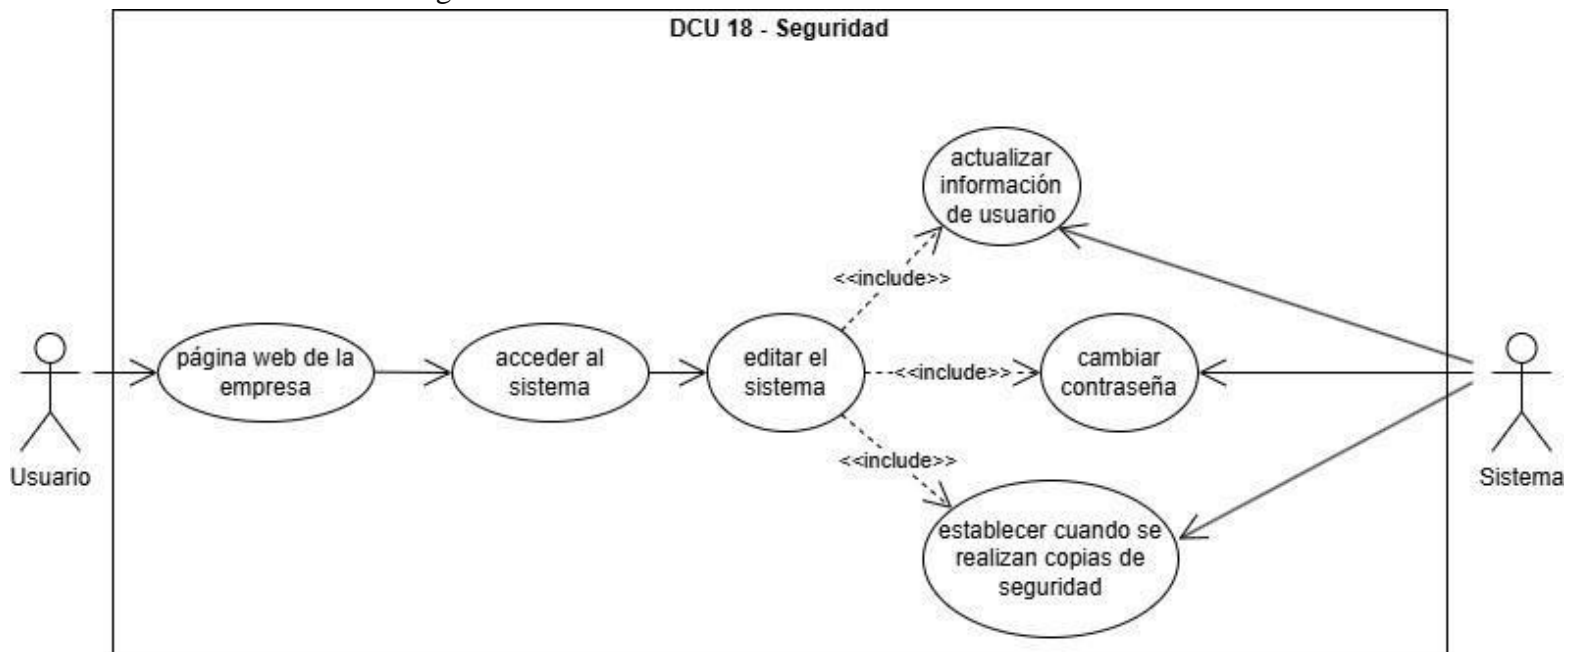 DCU 18 - Seguridad
actualizar
información
de usuario
<<include>>
página web de la
empresa
acceder al
sistema
editar el
sistema
<<include>>
cambiar
contraseña
<<include>>
Usuario
Sistema
establecer cuando se
realizan copias de
seguridad